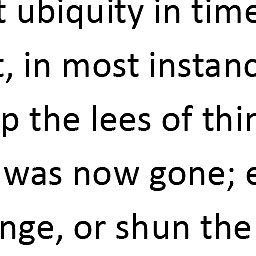 ubiquity in time
, in most instanc
p the lees of thin
was now gone; e
nge, or shun the